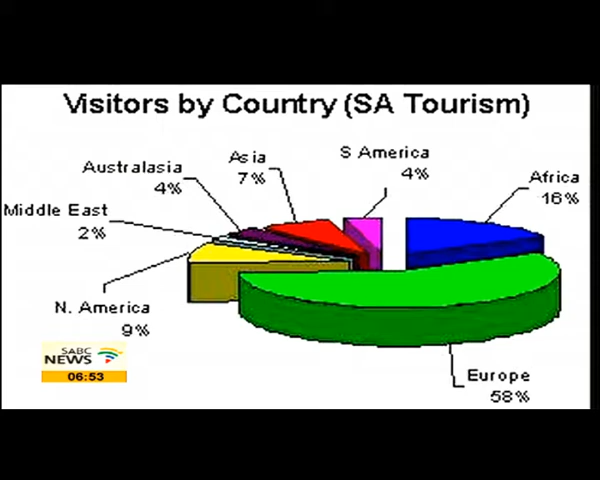 Visitors by Country (SA Tourism)
S America
4%
Asia
7%
Australasia
4%
Africa
16%
Middle East
2%
N. America
9%
SABC
NEWS
06:53
Europe
58%